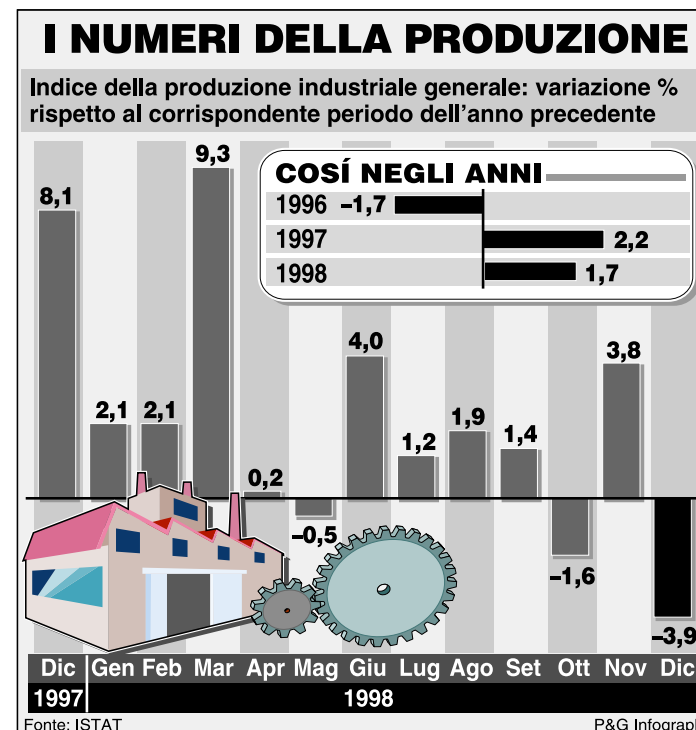 I NUMERI DELLA PRODUZIONE
Indice della produzione industriale generale: variazione %
rispetto al corrispondente periodo dell'anno precedente
COSÍ NEGLI ANNI
1996 –1,7
1997 2,2
1998 1,7
8,1
2,1
2,1
9,3
0,2
–0,5
4,0
1,2
1,9
1,4
–1,6
3,8
–3,9
Dic Gen Feb Mar Apr Mag Giu Lug Ago Set Ott Nov Dic
1997 1998
Fonte: ISTAT P&G Infograph